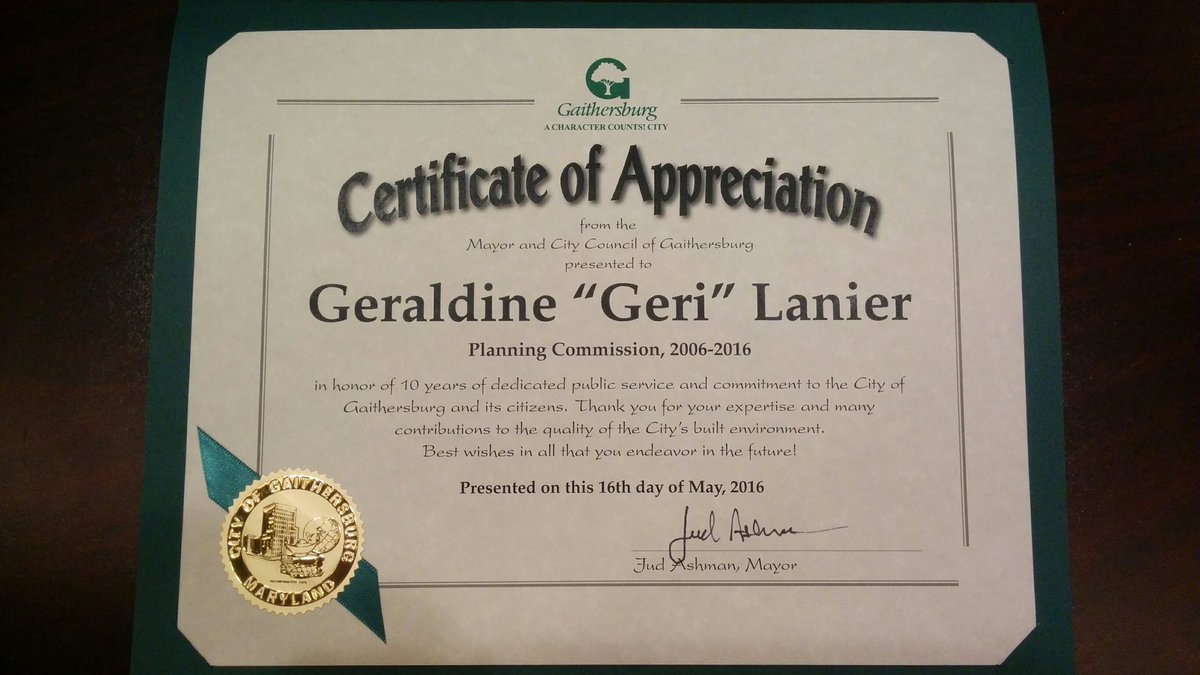 Gaithersburg
A CHARACTER COUNTS! CITY
Certificate of Appreciation
from the
Mayor and City Council of Gaithersburg
presented to
Geraldine “Geri” Lanier
Planning Commission, 2006-2016
in honor of 10 years of dedicated public service and commitment to the City of
Gaithersburg and its citizens. Thank you for your expertise and many
contributions to the quality of the City’s built environment.
Best wishes in all that you endeavor in the future!
Presented on this 16th day of May, 2016
Jud Ashman
Jud Ashman, Mayor
CITY OF GAITHERSBURG
MARYLAND